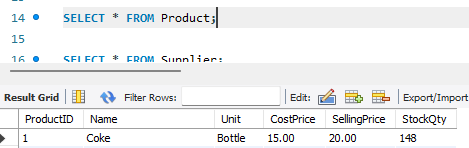 14 SELECT * FROM Product;
15
16 SELECT * FROM Supplier;
Result Grid Filter Rows: Edit: Export/Import
ProductID Name Unit CostPrice SellingPrice StockQty
1 Coke Bottle 15.00 20.00 148